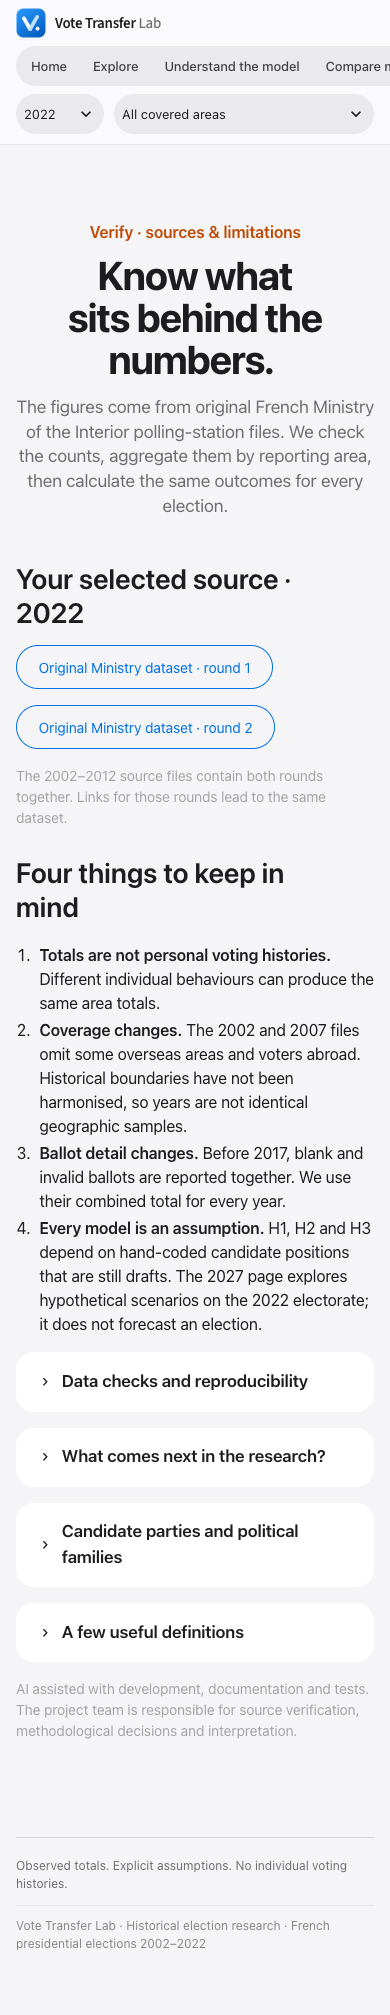 Vote Transfer Lab
Home Explore Understand the model Compare
2022 All covered areas
Verify · sources & limitations
Know what
sits behind the
numbers.
The figures come from original French Ministry
of the Interior polling-station files. We check
the counts, aggregate them by reporting area,
then calculate the same outcomes for every
election.
Your selected source ·
2022
Original Ministry dataset · round 1
Original Ministry dataset · round 2
The 2002–2012 source files contain both rounds
together. Links for those rounds lead to the same
dataset.
Four things to keep in
mind
1. Totals are not personal voting histories.
Different individual behaviours can produce the
same area totals.
2. Coverage changes. The 2002 and 2007 files
omit some overseas areas and voters abroad.
Historical boundaries have not been
harmonised, so years are not identical
geographic samples.
3. Ballot detail changes. Before 2017, blank and
invalid ballots are reported together. We use
their combined total for every year.
4. Every model is an assumption. H1, H2 and H3
depend on hand-coded candidate positions
that are still drafts. The 2027 page explores
hypothetical scenarios on the 2022 electorate;
it does not forecast an election.
Data checks and reproducibility
What comes next in the research?
Candidate parties and political
families
A few useful definitions
AI assisted with development, documentation and tests.
The project team is responsible for source verification,
methodological decisions and interpretation.
Observed totals. Explicit assumptions. No individual voting
histories.
Vote Transfer Lab · Historical election research · French
presidential elections 2002–2022